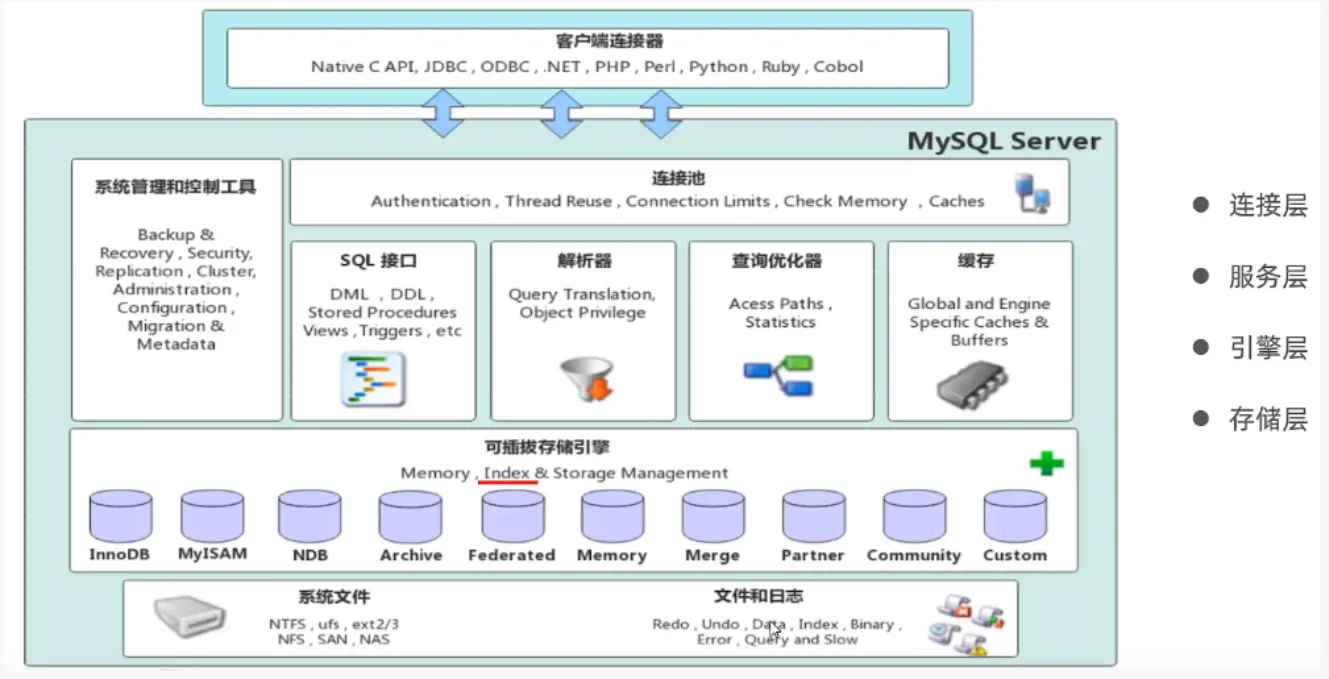 客户端连接器
Native C API, JDBC , ODBC , .NET , PHP , Perl , Python , Ruby , Cobol
MySQL Server
系统管理和控制工具
Backup &
Recovery , Security,
Replication , Cluster,
Administration ,
Configuration ,
Migration &
Metadata
连接池
Authentication , Thread Reuse , Connection Limits , Check Memory , Caches
SQL 接口
DML , DDL ,
Stored Procedures
Views ,Triggers , etc
解析器
Query Translation,
Object Privilege
查询优化器
Acess Paths ,
Statistics
缓存
Global and Engine
Specific Caches &
Buffers
可插拔存储引擎
Memory , Index & Storage Management
InnoDB
MyISAM
NDB
Archive
Federated
Memory
Merge
Partner
Community
Custom
系统文件
NTFS , ufs , ext2/3
NFS , SAN , NAS
文件和日志
Redo , Undo , Data , Index , Binary ,
Error , Query and Slow
连接层
服务层
引擎层
存储层